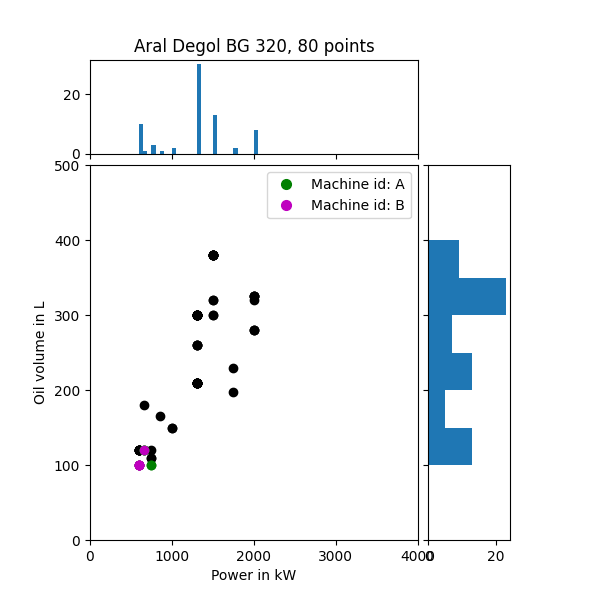 Aral Degol BG 320, 80 points
20
0
500
400
300
200
100
0
Oil volume in L
Machine id: A
Machine id: B
0 1000 2000 3000 4000
0 20
Power in kW